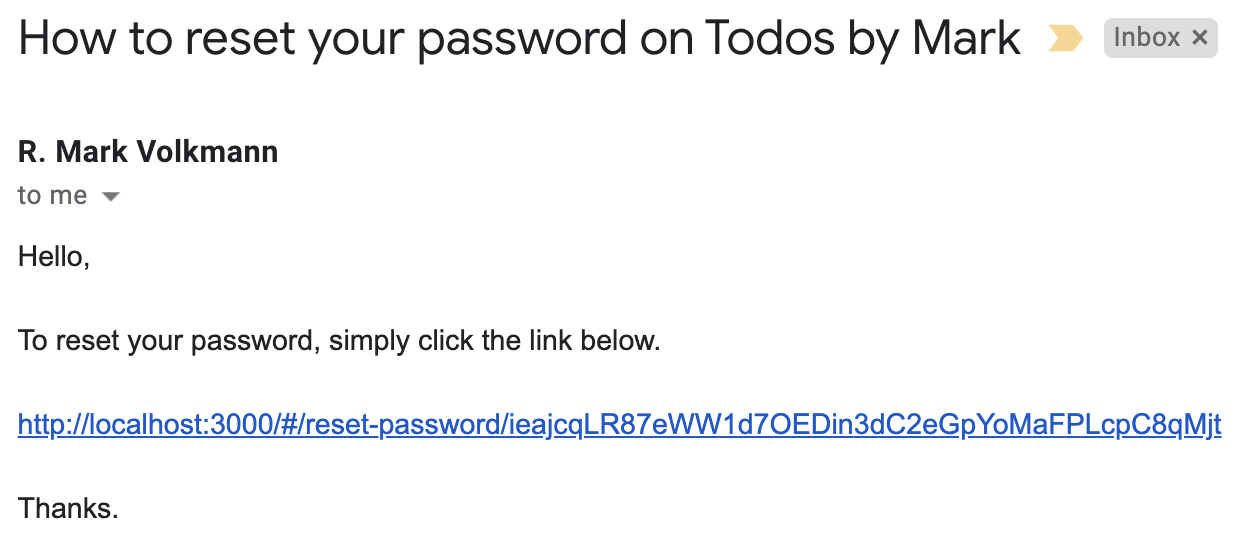 How to reset your password on Todos by Mark Inbox ×
R. Mark Volkmann
to me
Hello,
To reset your password, simply click the link below.
http://localhost:3000/#/reset-password/ieajcqLR87eWW1d7OEDin3dC2eGpYoMaFPLcpC8qMjt
Thanks.